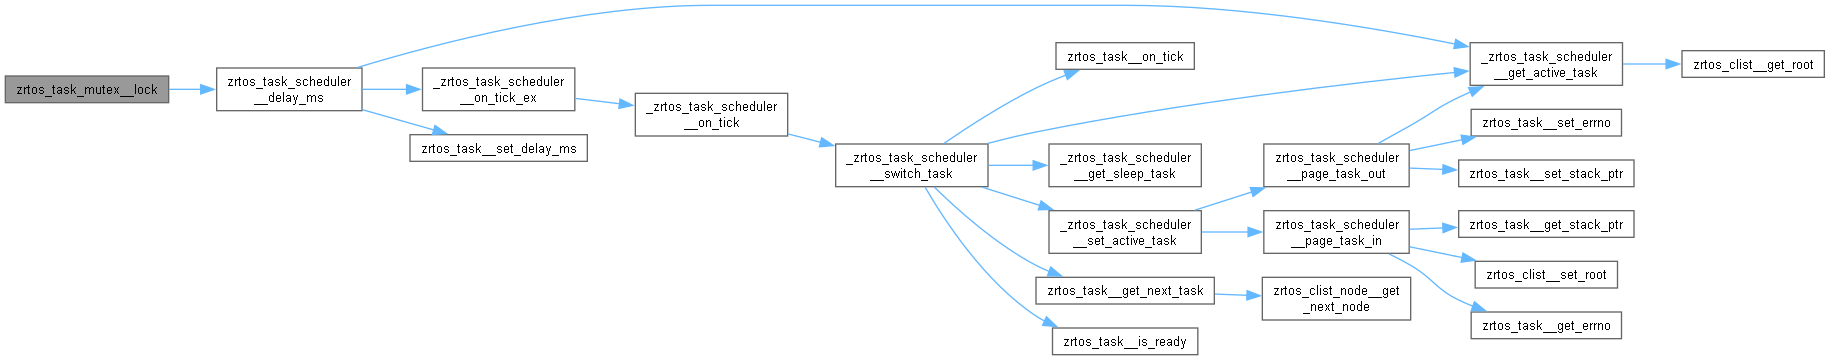 zrtos_task_mutex__lock
zrtos_task_scheduler
__delay_ms
_zrtos_task_scheduler
__on_tick_ex
zrtos_task__set_delay_ms
_zrtos_task_scheduler
__on_tick
_zrtos_task_scheduler
__switch_task
zrtos_task__on_tick
_zrtos_task_scheduler
__get_sleep_task
_zrtos_task_scheduler
__set_active_task
zrtos_task__get_next_task
zrtos_task__is_ready
zrtos_task_scheduler
__page_task_out
zrtos_task_scheduler
__page_task_in
zrtos_clist_node__get
_next_node
_zrtos_task_scheduler
__get_active_task
zrtos_task__set_errno
zrtos_task__set_stack_ptr
zrtos_task__get_stack_ptr
zrtos_clist__set_root
zrtos_task__get_errno
zrtos_clist__get_root